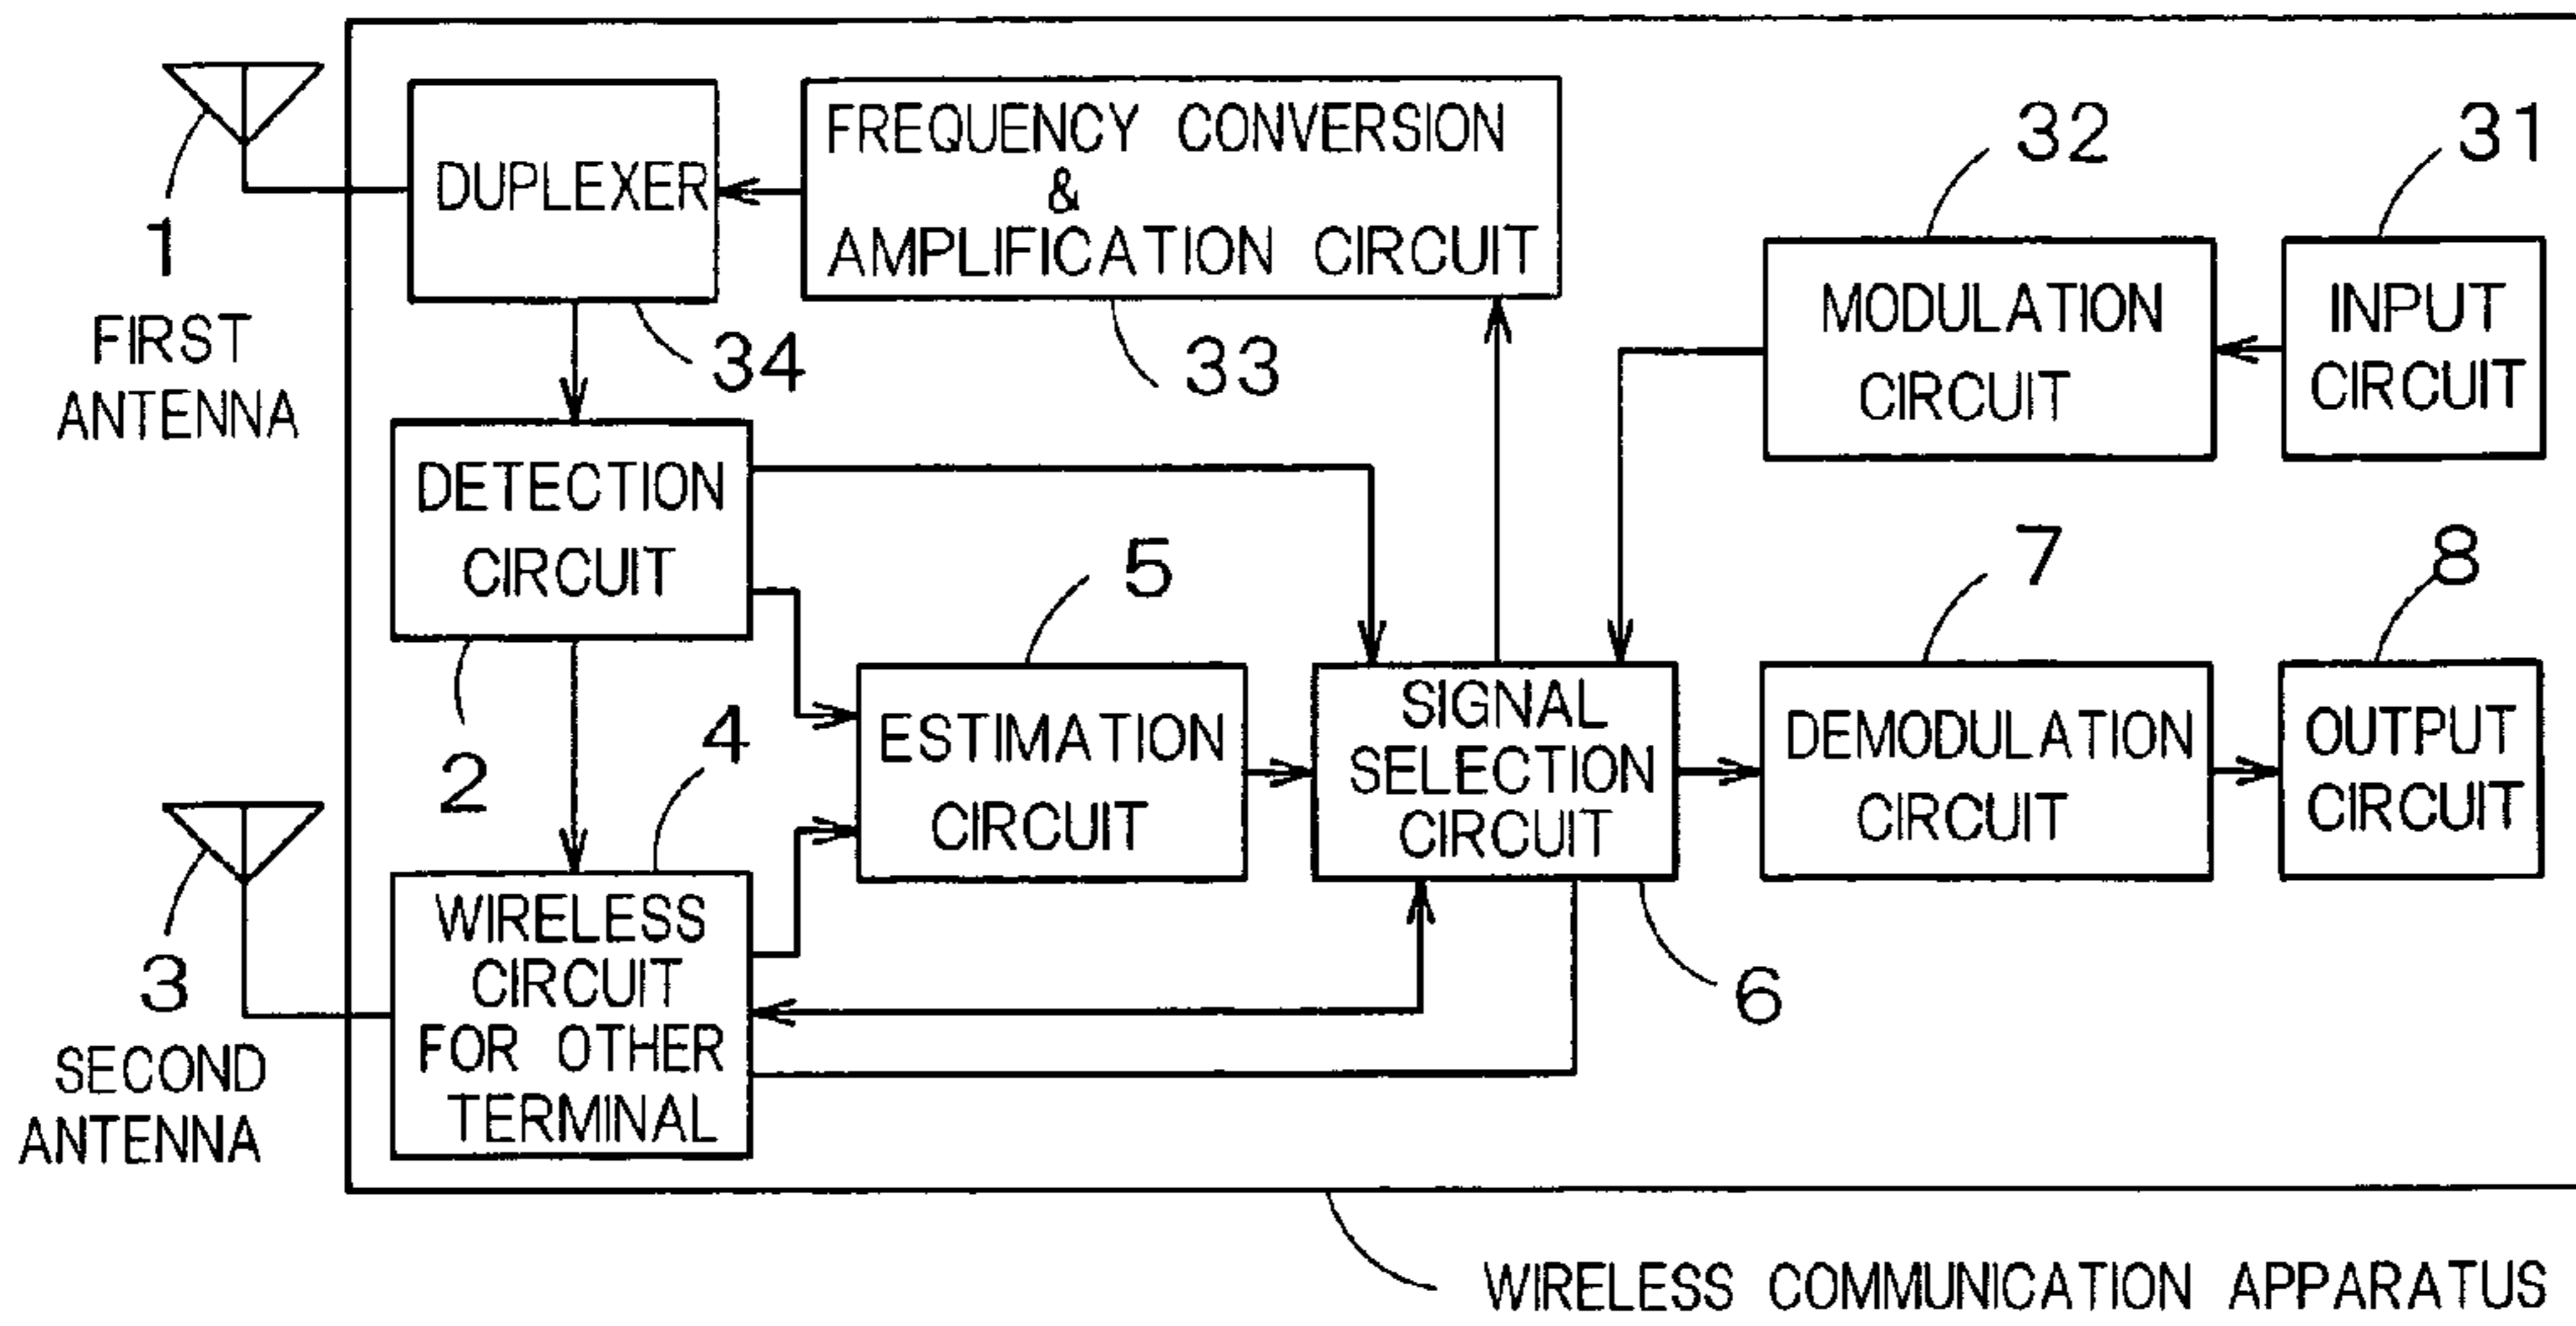 1
FIRST
ANTENNA
DUPLEXER
34
FREQUENCY CONVERSION
&
AMPLIFICATION CIRCUIT
33
32
MODULATION
CIRCUIT
31
INPUT
CIRCUIT
DETECTION
CIRCUIT
2
5
ESTIMATION
CIRCUIT
SIGNAL
SELECTION
CIRCUIT
6
7
DEMODULATION
CIRCUIT
8
OUTPUT
CIRCUIT
3
SECOND
ANTENNA
4
WIRELESS
CIRCUIT
FOR OTHER
TERMINAL
WIRELESS COMMUNICATION APPARATUS